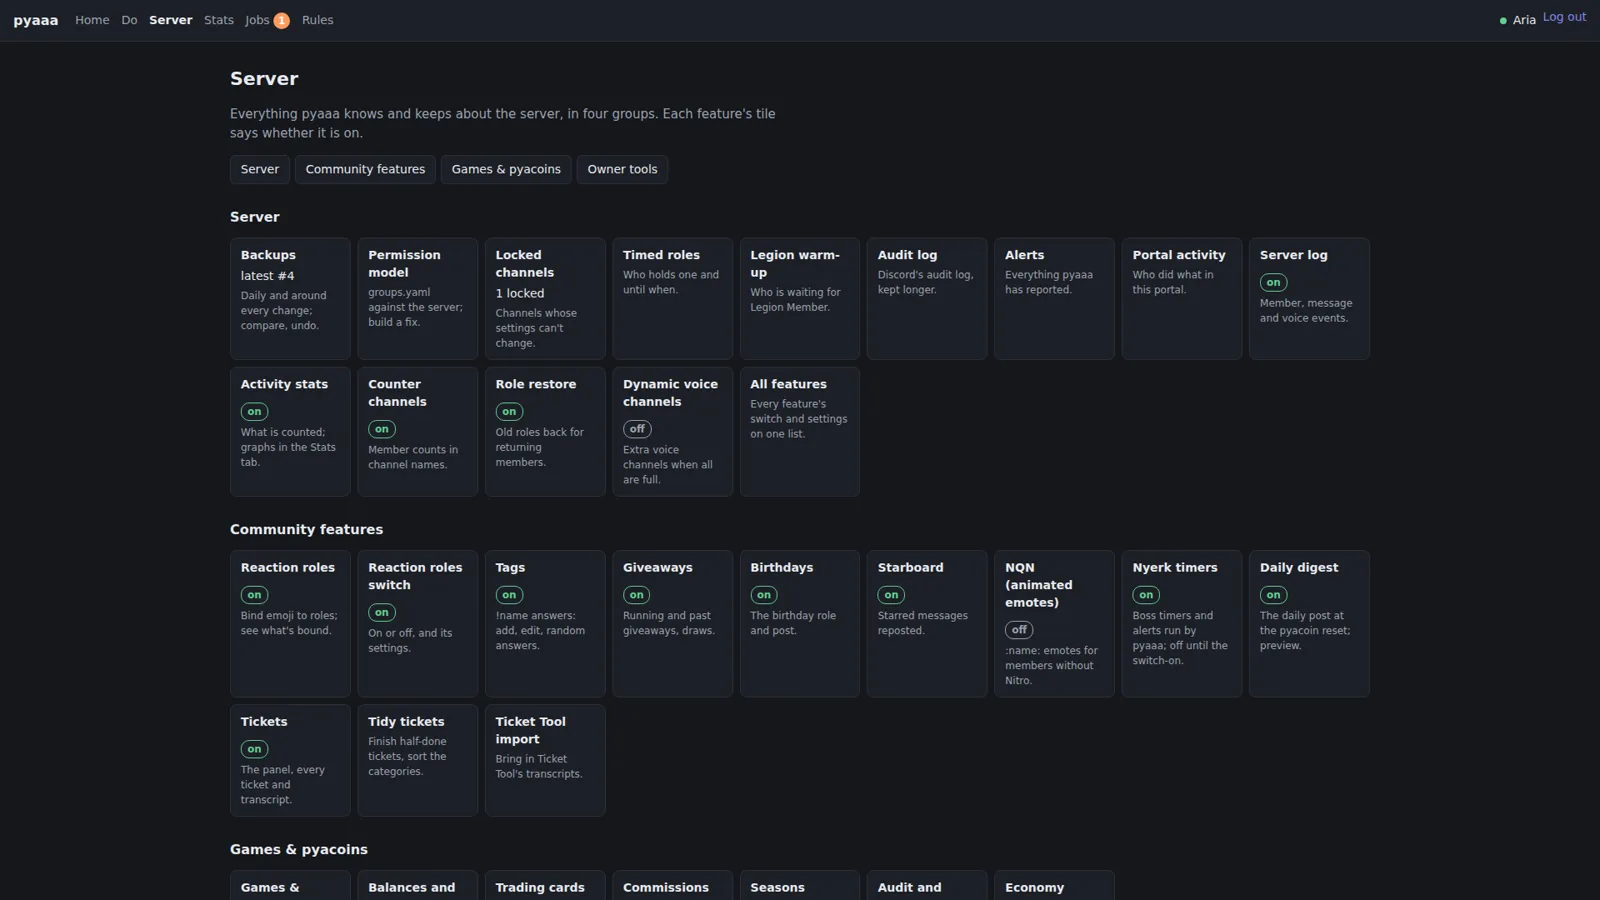 pyaaa Home Do Server Stats Jobs 1 Rules Aria Log out
Server
Everything pyaaa knows and keeps about the server, in four groups. Each feature's tile
says whether it is on.
Server Community features Games & pyacoins Owner tools
Server
Backups
latest #4
Daily and around
every change;
compare, undo.
Permission
model
groups.yaml
against the server;
build a fix.
Locked
channels
1 locked
Channels whose
settings can't
change.
Timed roles
Who holds one and
until when.
Legion warm-
up
Who is waiting for
Legion Member.
Audit log
Discord's audit log,
kept longer.
Alerts
Everything pyaaa
has reported.
Portal activity
Who did what in
this portal.
Server log
on
Member, message
and voice events.
Activity stats
on
What is counted;
graphs in the Stats
tab.
Counter
channels
on
Member counts in
channel names.
Role restore
on
Old roles back for
returning
members.
Dynamic voice
channels
off
Extra voice
channels when all
are full.
All features
Every feature's
switch and settings
on one list.
Community features
Reaction roles
on
Bind emoji to roles;
see what's bound.
Reaction roles
switch
on
On or off, and its
settings.
Tags
on
!name answers:
add, edit, random
answers.
Giveaways
on
Running and past
giveaways, draws.
Birthdays
on
The birthday role
and post.
Starboard
on
Starred messages
reposted.
NQN
(animated
emotes)
off
:name: emotes for
members without
Nitro.
Nyerk timers
on
Boss timers and
alerts run by
pyaaa; off until the
switch-on.
Daily digest
on
The daily post at
the pyacoin reset;
preview.
Tickets
on
The panel, every
ticket and
transcript.
Tidy tickets
Finish half-done
tickets, sort the
categories.
Ticket Tool
import
Bring in Ticket
Tool's transcripts.
Games & pyacoins
Games &
Balances and
Trading cards
Commissions
Seasons
Audit and
Economy